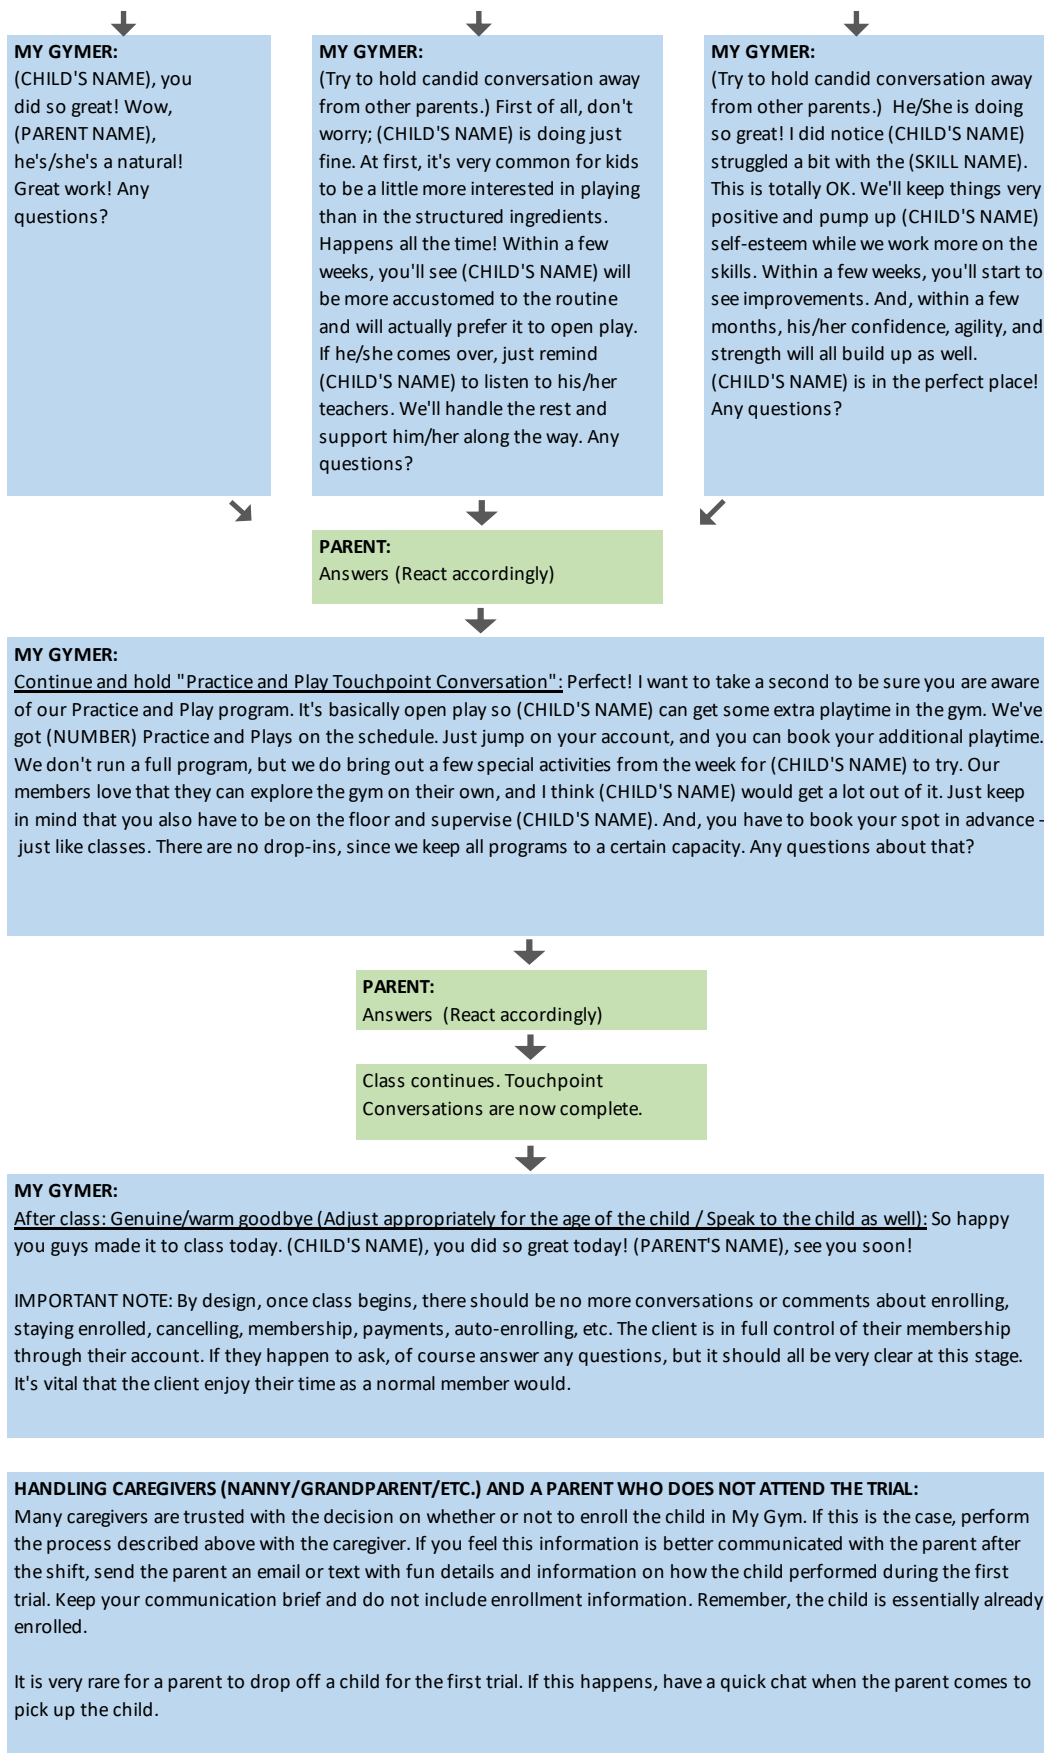 MY GYMER:
(CHILD'S NAME), you
did so great! Wow,
(PARENT NAME),
he's/she's a natural!
Great work! Any
questions?
MY GYMER:
(Try to hold candid conversation away
from other parents.) First of all, don't
worry; (CHILD'S NAME) is doing just
fine. At first, it's very common for kids
to be a little more interested in playing
than in the structured ingredients.
Happens all the time! Within a few
weeks, you'll see (CHILD'S NAME) will
be more accustomed to the routine
and will actually prefer it to open play.
If he/she comes over, just remind
(CHILD'S NAME) to listen to his/her
teachers. We'll handle the rest and
support him/her along the way. Any
questions?
MY GYMER:
(Try to hold candid conversation away
from other parents.)  He/She is doing
so great! I did notice (CHILD'S NAME)
struggled a bit with the (SKILL NAME).
This is totally OK. We'll keep things very
positive and pump up (CHILD'S NAME)
self-esteem while we work more on the
skills. Within a few weeks, you'll start to
see improvements. And, within a few
months, his/her confidence, agility, and
strength will all build up as well.
(CHILD'S NAME) is in the perfect place!
Any questions?
PARENT:
Answers (React accordingly)
MY GYMER:
Continue and hold "Practice and Play Touchpoint Conversation": Perfect! I want to take a second to be sure you are aware
of our Practice and Play program. It's basically open play so (CHILD'S NAME) can get some extra playtime in the gym. We've
got (NUMBER) Practice and Plays on the schedule. Just jump on your account, and you can book your additional playtime.
We don't run a full program, but we do bring out a few special activities from the week for (CHILD'S NAME) to try. Our
members love that they can explore the gym on their own, and I think (CHILD'S NAME) would get a lot out of it. Just keep
in mind that you also have to be on the floor and supervise (CHILD'S NAME). And, you have to book your spot in advance -
just like classes. There are no drop-ins, since we keep all programs to a certain capacity. Any questions about that?
PARENT:
Answers  (React accordingly)
Class continues. Touchpoint
Conversations are now complete.
MY GYMER:
After class: Genuine/warm goodbye (Adjust appropriately for the age of the child / Speak to the child as well): So happy
you guys made it to class today. (CHILD'S NAME), you did so great today! (PARENT'S NAME), see you soon!
IMPORTANT NOTE: By design, once class begins, there should be no more conversations or comments about enrolling,
staying enrolled, cancelling, membership, payments, auto-enrolling, etc. The client is in full control of their membership
through their account. If they happen to ask, of course answer any questions, but it should all be very clear at this stage.
It's vital that the client enjoy their time as a normal member would.
HANDLING CAREGIVERS (NANNY/GRANDPARENT/ETC.) AND A PARENT WHO DOES NOT ATTEND THE TRIAL:
Many caregivers are trusted with the decision on whether or not to enroll the child in My Gym. If this is the case, perform
the process described above with the caregiver. If you feel this information is better communicated with the parent after
the shift, send the parent an email or text with fun details and information on how the child performed during the first
trial. Keep your communication brief and do not include enrollment information. Remember, the child is essentially already
enrolled.
It is very rare for a parent to drop off a child for the first trial. If this happens, have a quick chat when the parent comes to
pick up the child.